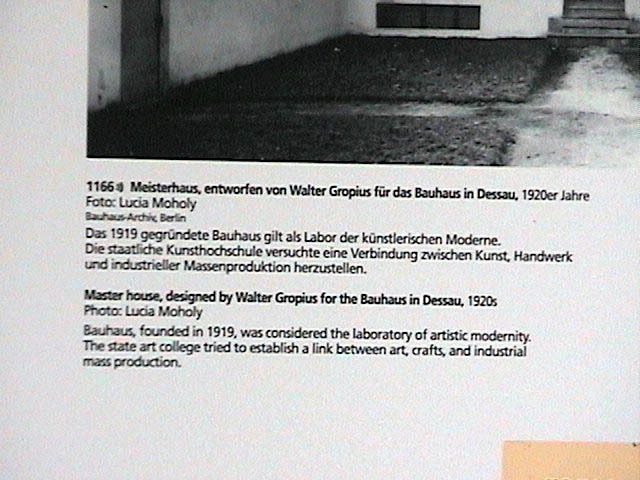 1166 Meisterhaus, entworfen von Walter Gropius für das Bauhaus in Dessau, 1920er Jahre
Foto: Lucia Moholy
Bauhaus-Archiv, Berlin
Das 1919 gegründete Bauhaus gilt als Labor der künstlerischen Moderne.
Die staatliche Kunsthochschule versuchte eine Verbindung zwischen Kunst, Handwerk
und industrieller Massenproduktion herzustellen.
Master house, designed by Walter Gropius for the Bauhaus in Dessau, 1920s
Photo: Lucia Moholy
Bauhaus, founded in 1919, was considered the laboratory of artistic modernity.
The state art college tried to establish a link between art, crafts, and industrial
mass production.